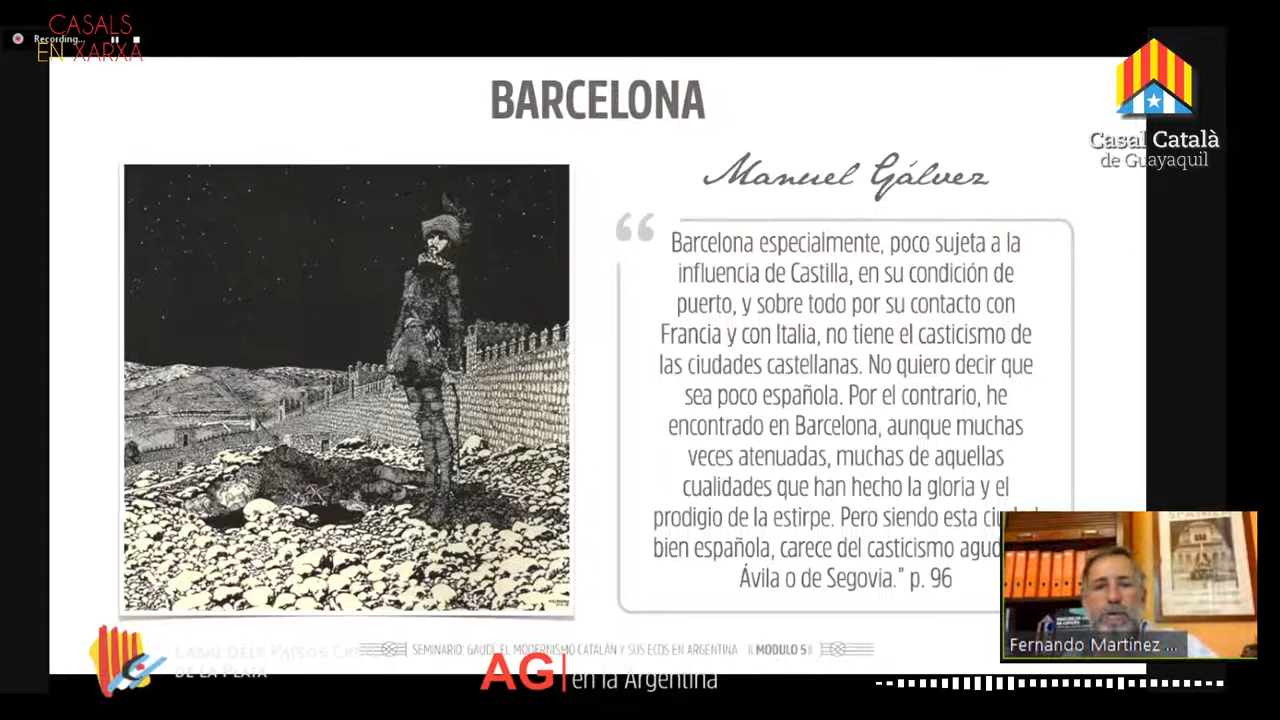 CASALS
Recording...
EN XARXA
BARCELONA
Casal Català
de Guayaquil
Manuel Gálvez
“
Barcelona especialmente, poco sujeta a la
influencia de Castilla, en su condición de
puerto, y sobre todo por su contacto con
Francia y con Italia, no tiene el casticismo de
las ciudades castellanas. No quiero decir que
sea poco española. Por el contrario, he
encontrado en Barcelona, aunque muchas
veces atenuadas, muchas de aquellas
cualidades que han hecho la gloria y el
prodigio de la estirpe. Pero siendo esta
bien española, carece del casticismo
Ávila o de Segovia.” p. 96
Fernando Martínez ...
CASAL DELS PAÏSOS
DE LA PLATA
SEMINARIO: GAUDÍ, EL MODERNISMO CATALÁN Y SUS ECOS EN ARGENTINA II MODULO 5 II
AG| en la Argentina